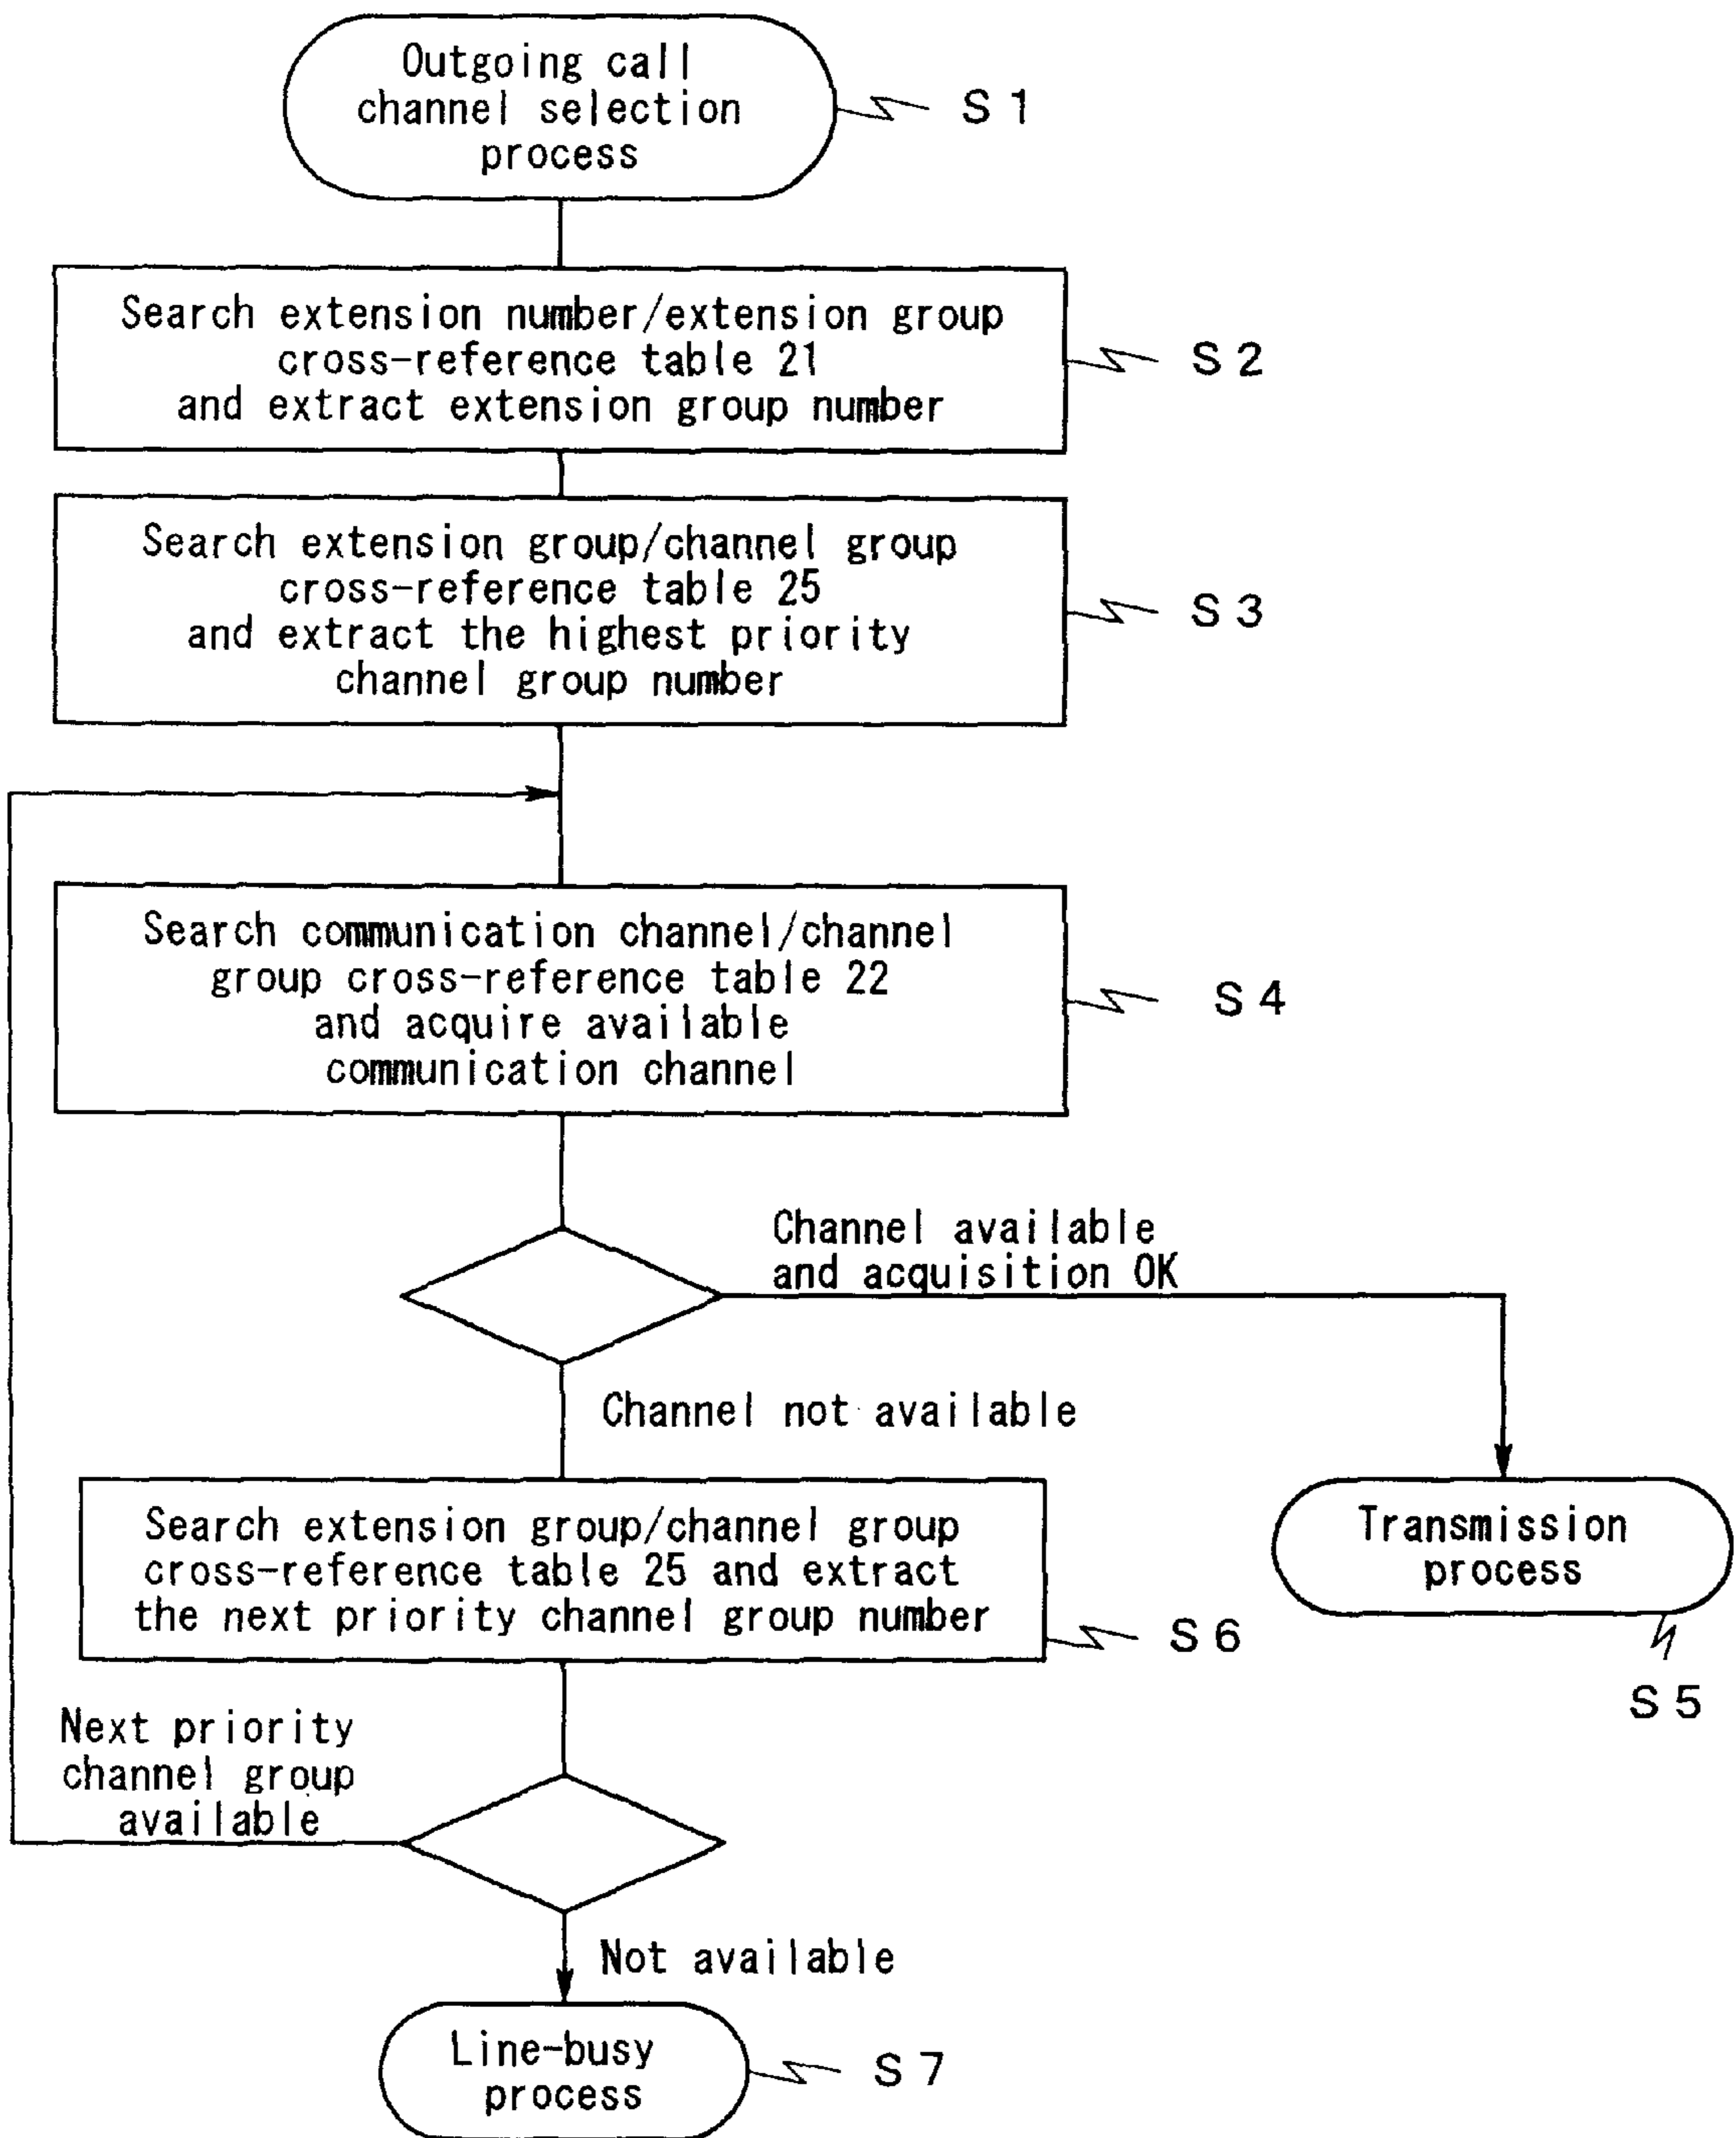 Outgoing call
channel selection
process
S1
Search extension number/extension group
cross-reference table 21
and extract extension group number
S2
Search extension group/channel group
cross-reference table 25
and extract the highest priority
channel group number
S3
Search communication channel/channel
group cross-reference table 22
and acquire available
communication channel
S4
Channel available
and acquisition OK
Channel not available
Search extension group/channel group
cross-reference table 25 and extract
the next priority channel group number
S6
Transmission
process
S5
Next priority
channel group
available
Not available
Line-busy
process
S7